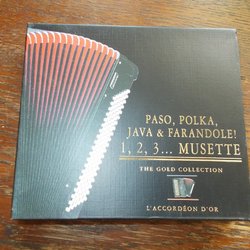 PASO, POLKA,
JAVA & FARANDOLE!
1, 2, 3... MUSETTE
THE GOLD COLLECTION
L'ACCORDÉON D'OR